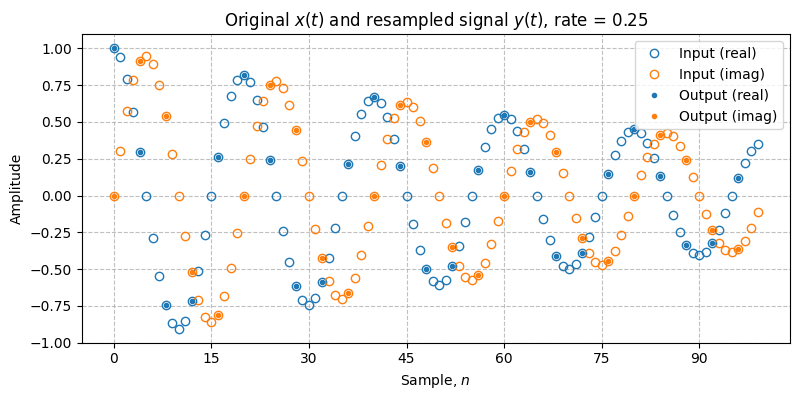 Original x(t) and resampled signal y(t), rate = 0.25
1.00
0.75
0.50
0.25
0.00
−0.25
−0.50
−0.75
−1.00
Amplitude
Input (real)
Input (imag)
Output (real)
Output (imag)
0 15 30 45 60 75 90
Sample, n